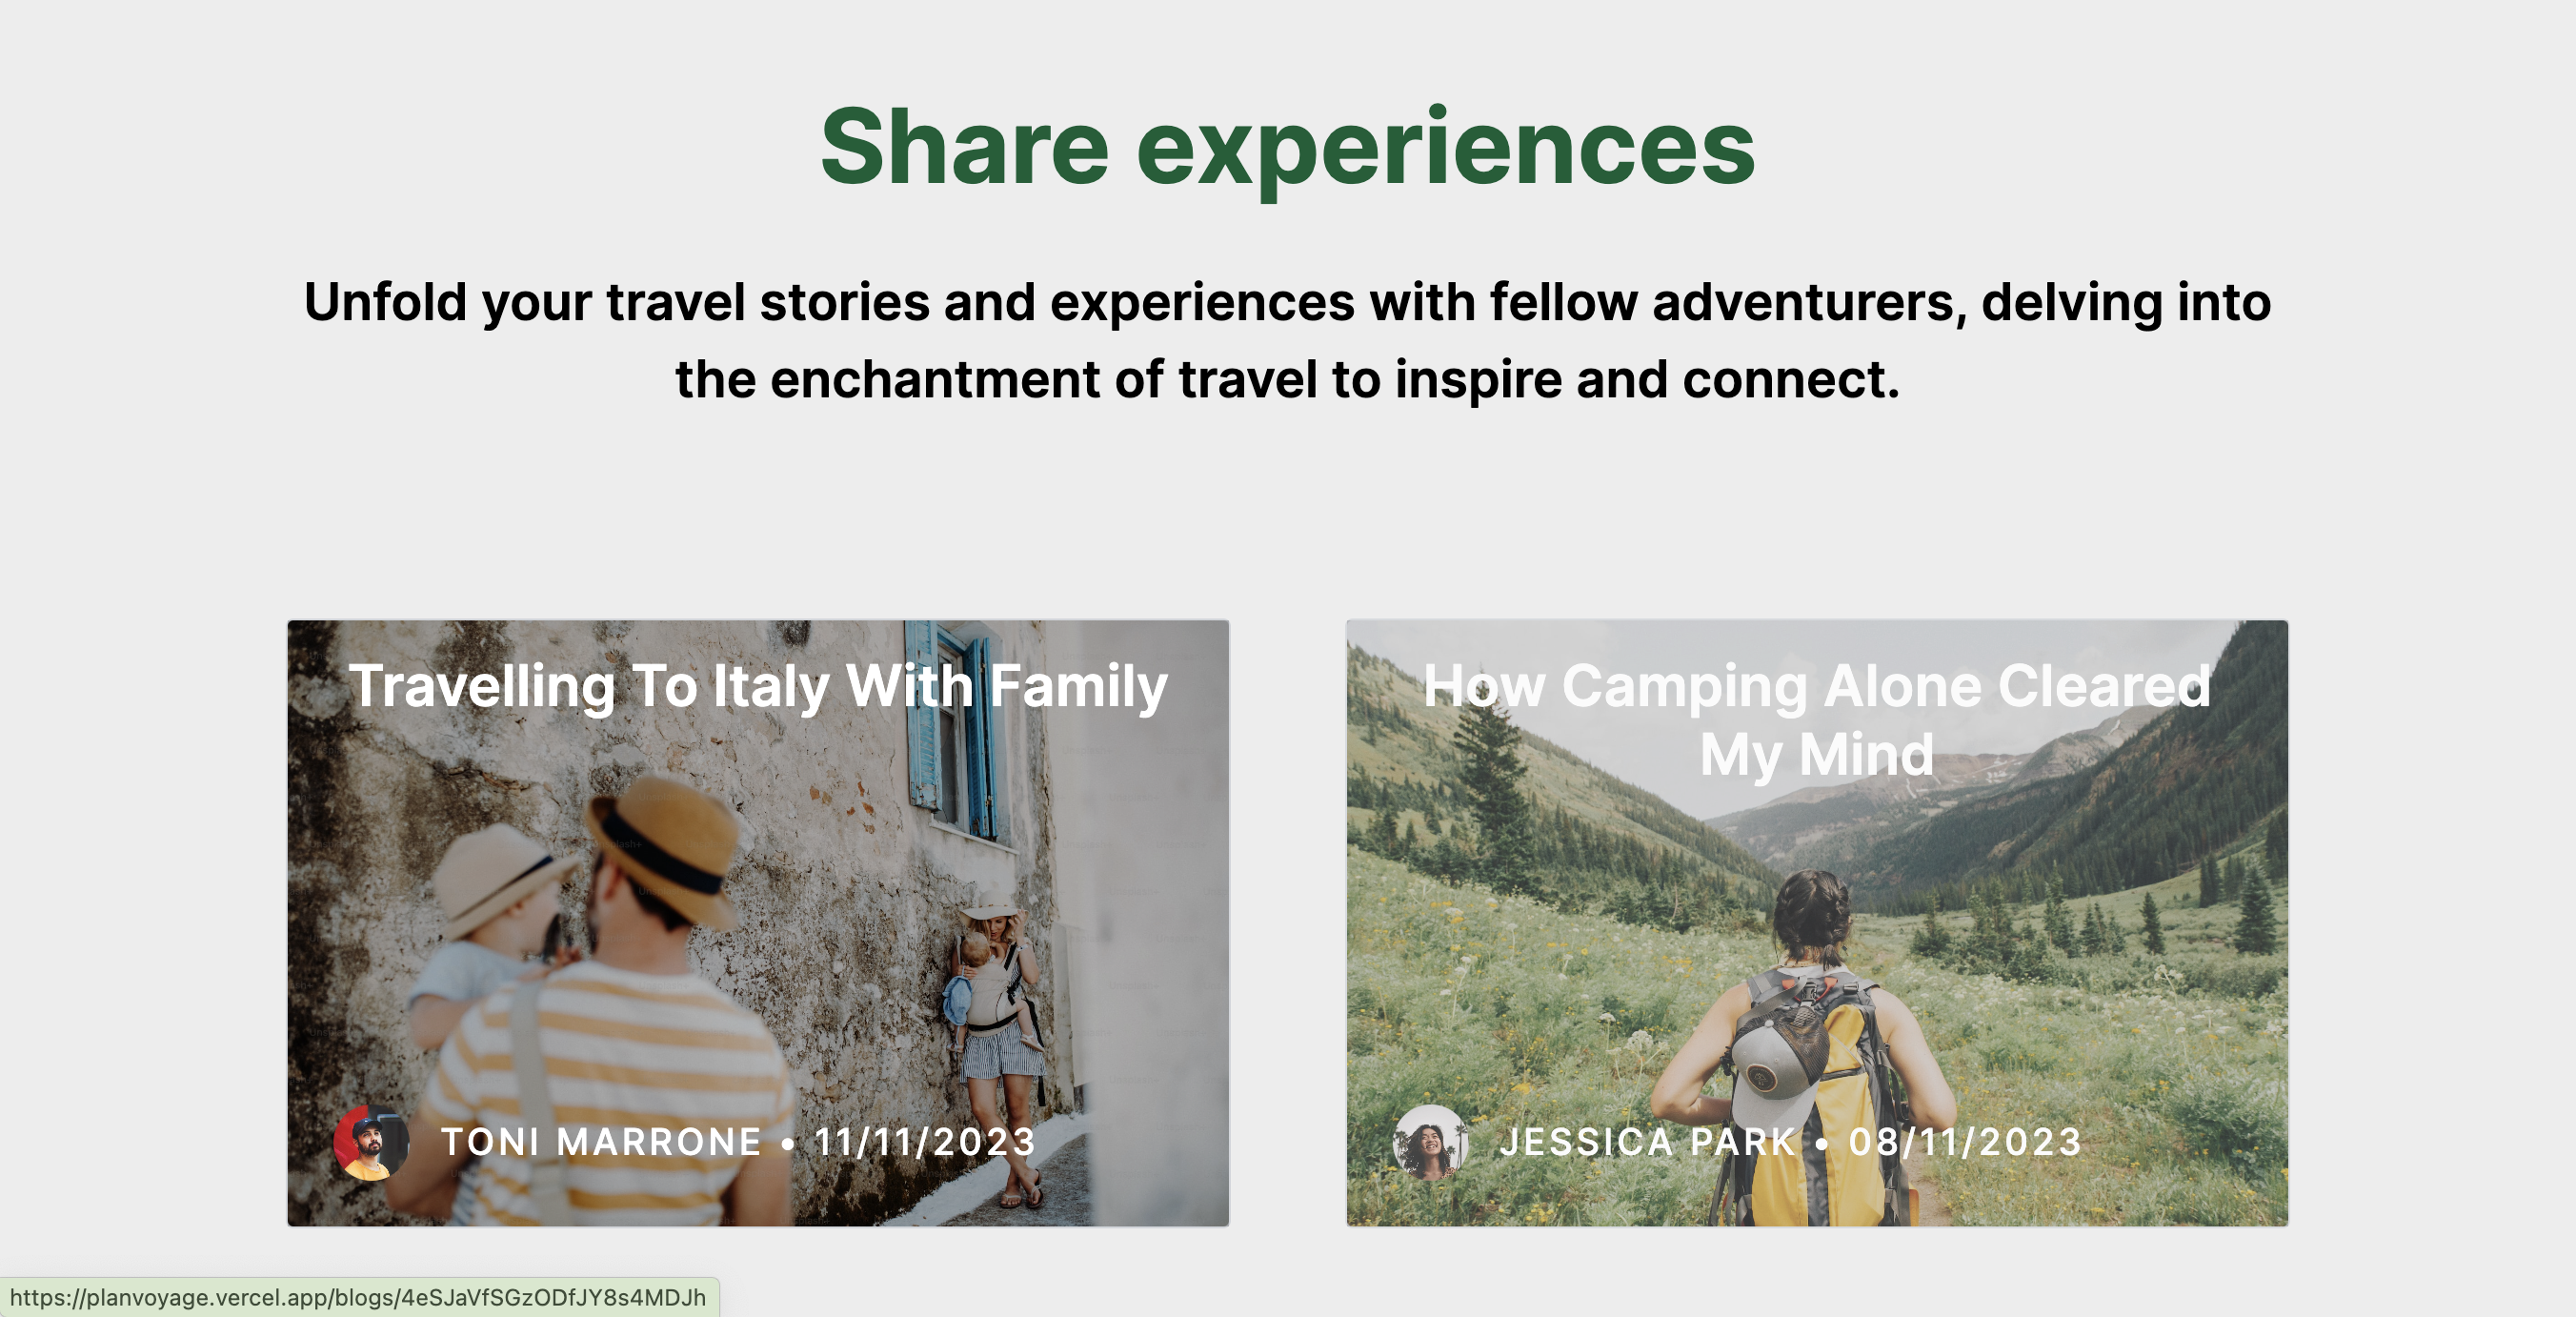 Share experiences
Unfold your travel stories and experiences with fellow adventurers, delving into
the enchantment of travel to inspire and connect.
Travelling To Italy With Family
How Camping Alone Cleared
My Mind
TONI MARRONE • 11/11/2023
JESSICA PARK • 08/11/2023
https://planvoyage.vercel.app/blogs/4eSJaVfSGzODfJY8s4MDJh